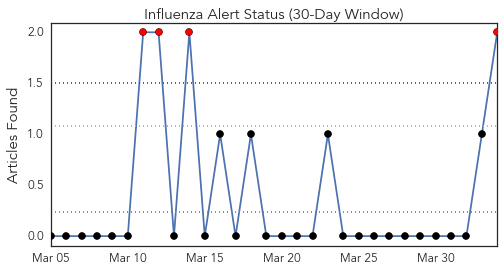 Influenza Alert Status (30-Day Window)
2.0
1.5
1.0
0.5
0.0
Articles Found
Mar 05 Mar 10 Mar 15 Mar 20 Mar 25 Mar 30